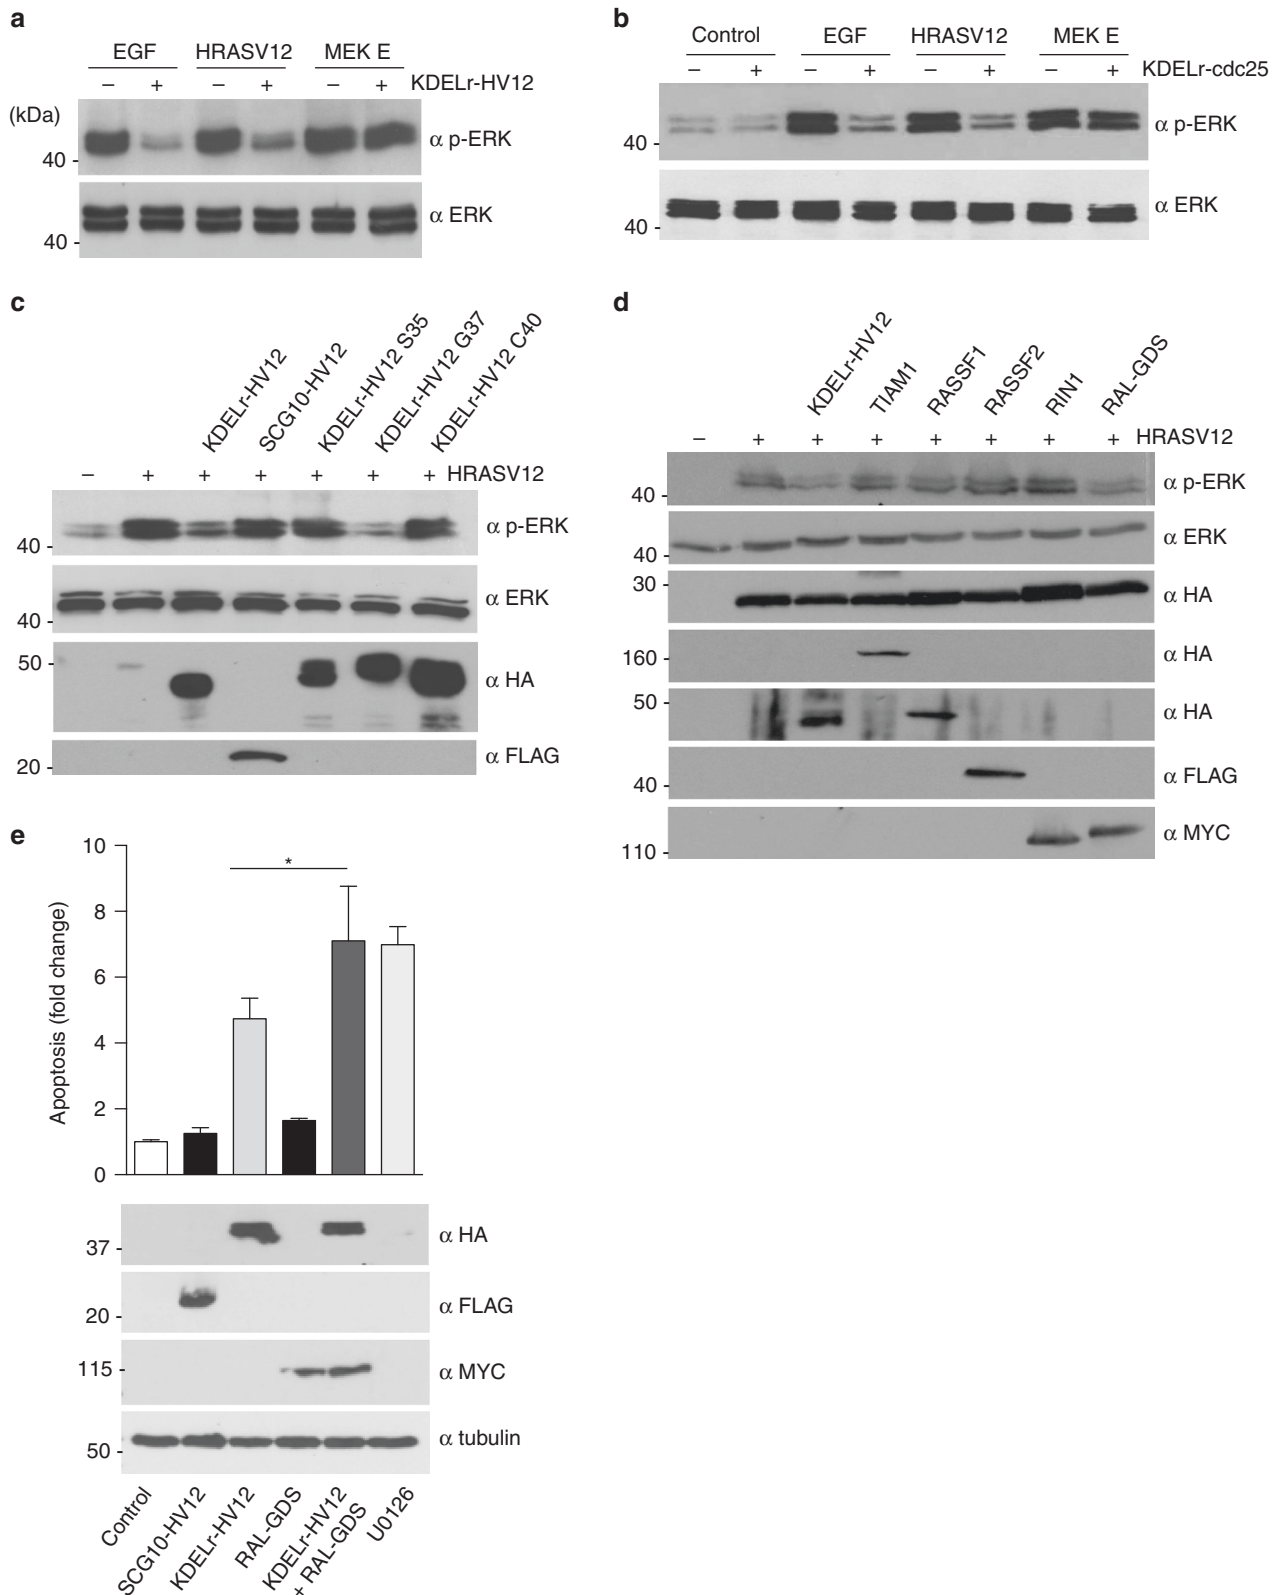 a
EGF HRASV12 MEK E
– + – + – + KDELr-HV12
(kDa)
α p-ERK
40 -
α ERK
40 -
b
Control EGF HRASV12 MEK E
– + – + – + – + KDELr-cdc25
α p-ERK
40 -
α ERK
40 -
c
KDELr-HV12
SCG10-HV12
KDELr-HV12 S35
KDELr-HV12 G37
KDELr-HV12 C40
– + + + + + + HRASV12
α p-ERK
40 -
α ERK
40 -
50 -
α HA
α FLAG
20 -
d
KDELr-HV12
TIAM1
RASSF1
RASSF2
RIN1
RAL-GDS
– + + + + + + + HRASV12
α p-ERK
40 -
α ERK
40 -
30 -
α HA
α HA
160 -
50 -
α HA
α FLAG
40 -
α MYC
110 -
e
Apoptosis (fold change)
10
8
6
4
2
0
*
α HA
37 -
α FLAG
20 -
115 -
α MYC
α tubulin
50 -
Control
SCG10-HV12
KDELr-HV12
RAL-GDS
KDELr-HV12
+ RAL-GDS
U0126